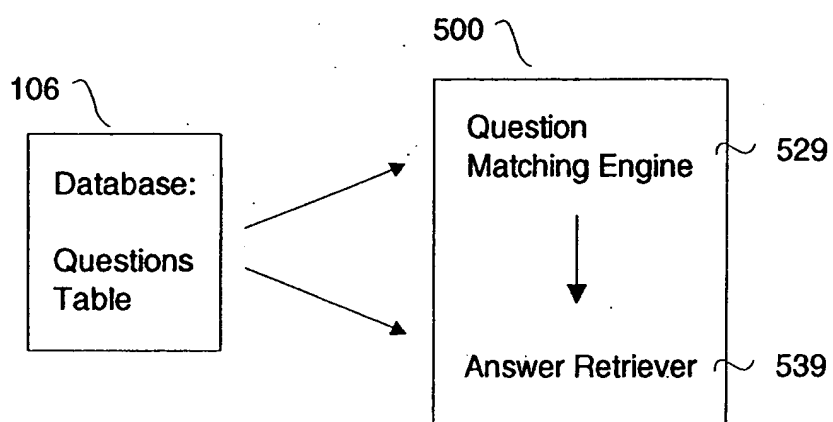 500
106
Database:
Questions
Table
Question
Matching Engine
529
Answer Retriever
539